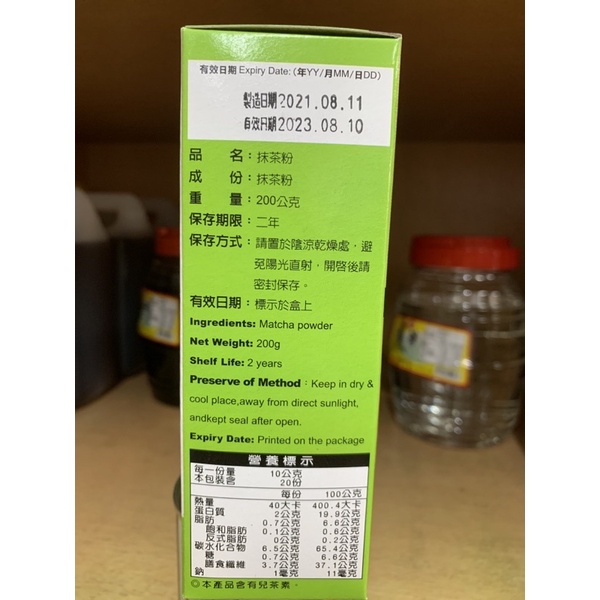 有效日期 Expiry Date: (年YY/月MM/日DD)
製造日期2021.08.11
有效日期2023.08.10
品 名：抹茶粉
成 份：抹茶粉
重 量：200公克
保存期限：二年
保存方式：請置於陰涼乾燥處，避
免陽光直射，開啓後請
密封保存。
有效日期：標示於盒上
Ingredients: Matcha powder
Net Weight: 200g
Shelf Life: 2 years
Preserve of Method：Keep in dry &
cool place,away from direct sunlight,
andkept seal after open.
Expiry Date: Printed on the package
營養標示
每一份量 10公克
本包裝含 20份
每份 100公克
熱量 40大卡 400.4大卡
蛋白質 2公克 19.9公克
脂肪 0.7公克 6.6公克
飽和脂肪 0.1公克 0.6公克
反式脂肪 0公克 0.2公克
碳水化合物 6.5公克 65.4公克
糖 0.7公克 6.6公克
膳食纖維 3.7公克 37.1公克
鈉 1毫克 11毫克
◎本產品含有兒茶素。